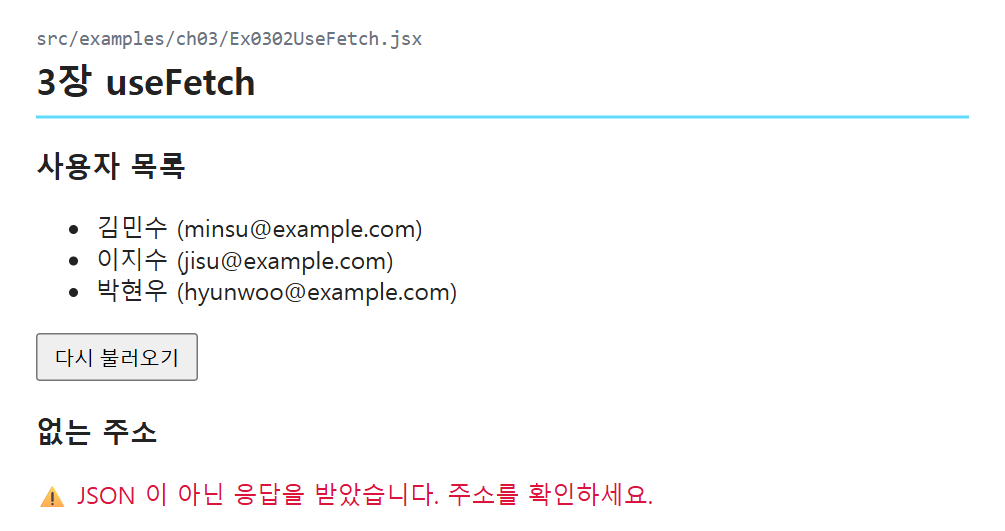 src/examples/ch03/Ex0302UseFetch.jsx
3장 useFetch
사용자 목록
• 김민수 (minsu@example.com)
• 이지수 (jisu@example.com)
• 박현우 (hyunwoo@example.com)
다시 불러오기
없는 주소
⚠️ JSON 이 아닌 응답을 받았습니다. 주소를 확인하세요.